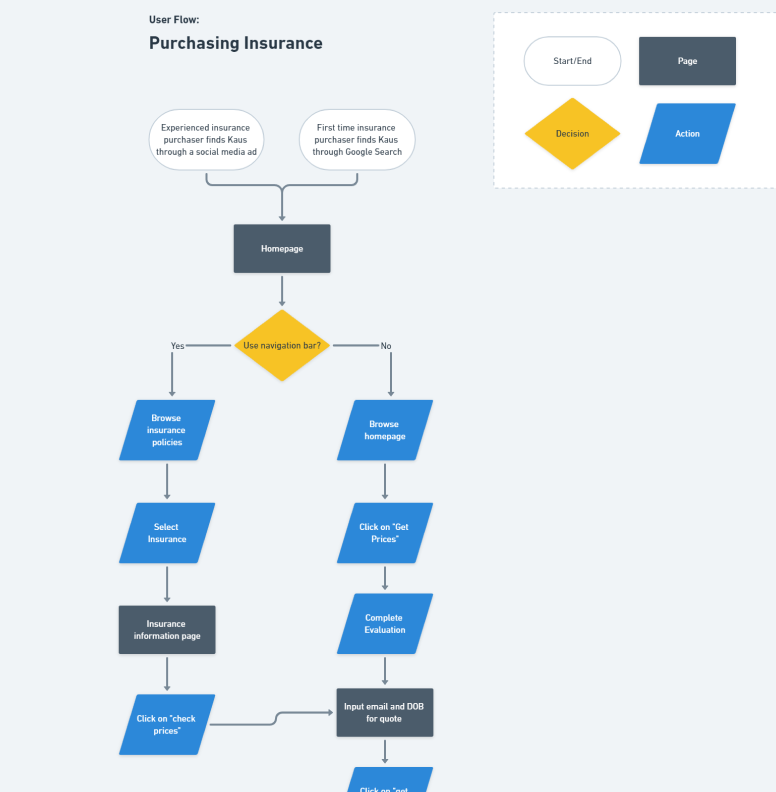 User Flow:
Purchasing Insurance
Start/End
Page
Decision
Action
Experienced insurance
purchaser finds Kaus
through a social media ad
First time insurance
purchaser finds Kaus
through Google Search
Homepage
Use navigation bar?
Yes
No
Browse
insurance
policies
Browse
homepage
Select
Insurance
Click on "Get
Prices"
Insurance
information page
Complete
Evaluation
Click on "check
prices"
Input email and DOB
for quote
Click on "get